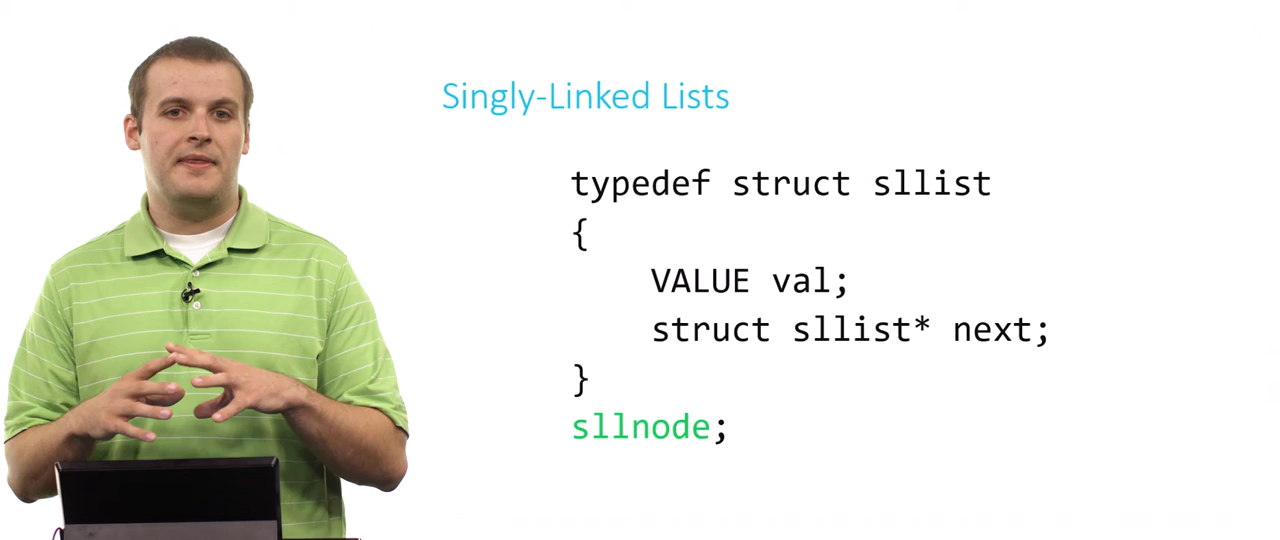 Singly-Linked Lists
typedef struct sllist
{
    VALUE val;
    struct sllist* next;
}
sllnode;